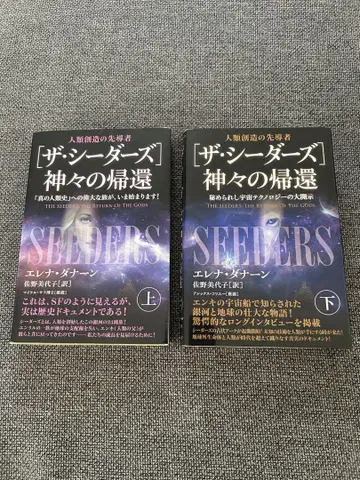 人類創造の先導者
[ザ・シーダーズ]
神々の帰還
「真の人類史」への偉大な旅が、いま始まります!
THE SEEDERS: THE RETURN OF THE GODS
SEEDERS
エレナ・ダナーン
佐野美代子[訳]
上
これは、SFのように見えるが、
実は歴史ドキュメントである!
人類創造の先導者
[ザ・シーダーズ]
神々の帰還
秘められし宇宙テクノロジーの大開示
THE SEEDERS: THE RETURN OF THE GODS
SEEDERS
エレナ・ダナーン
佐野美代子[訳]
下
エンキの宇宙船で知らされた
銀河と地球の壮大な物語!
驚愕的なロングインタビューを掲載